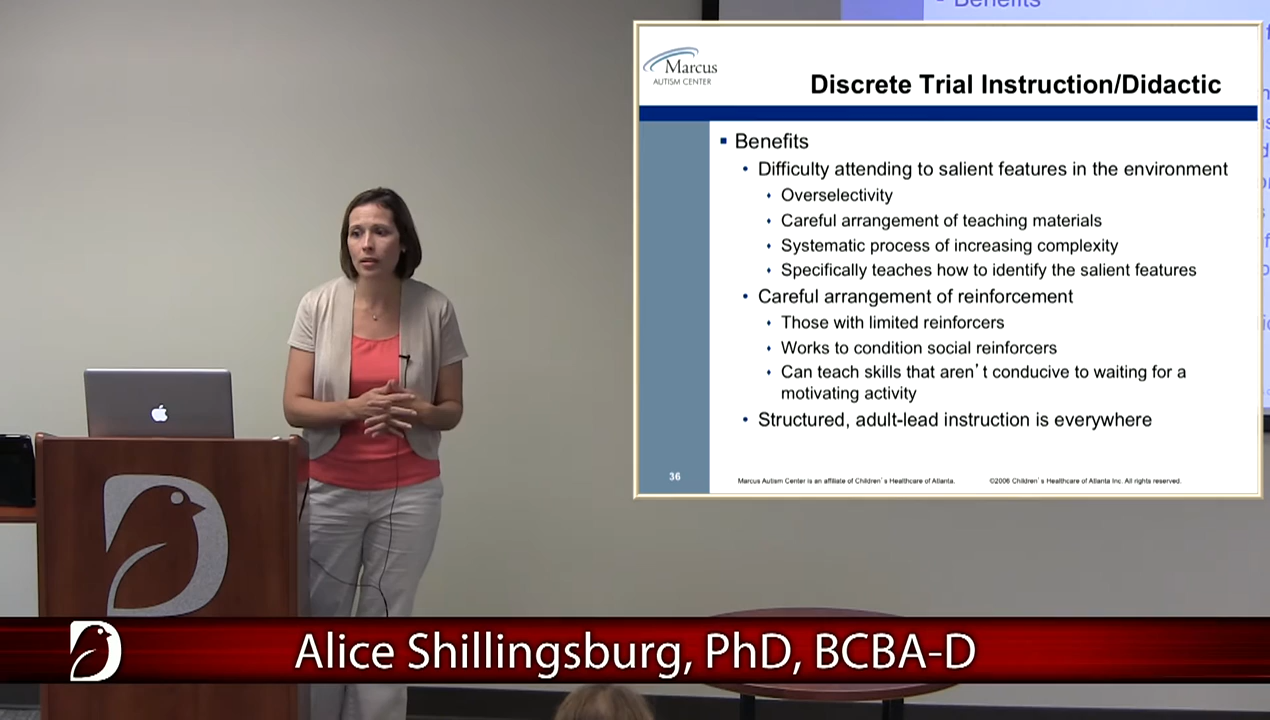 Benefits
Marcus
AUTISM CENTER
Discrete Trial Instruction/Didactic
Benefits
Difficulty attending to salient features in the environment
Overselectivity
Careful arrangement of teaching materials
Systematic process of increasing complexity
Specifically teaches how to identify the salient features
Careful arrangement of reinforcement
Those with limited reinforcers
Works to condition social reinforcers
Can teach skills that aren't conducive to waiting for a
motivating activity
Structured, adult-lead instruction is everywhere
36
Marcus Autism Center is an affiliate of Children's Healthcare of Atlanta.
©2006 Children's Healthcare of Atlanta Inc. All rights reserved.
Alice Shillingsburg, PhD, BCBA-D